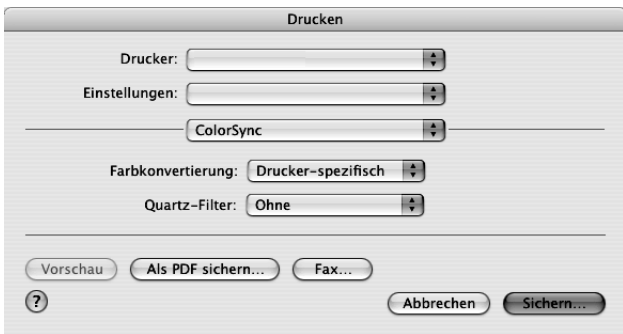 Drucken
Drucker:
Einstellungen:
ColorSync
Farbkonvertierung: Drucker-spezifisch
Quartz-Filter: Ohne
Vorschau Als PDF sichern... Fax...
? Abbrechen Sichern...